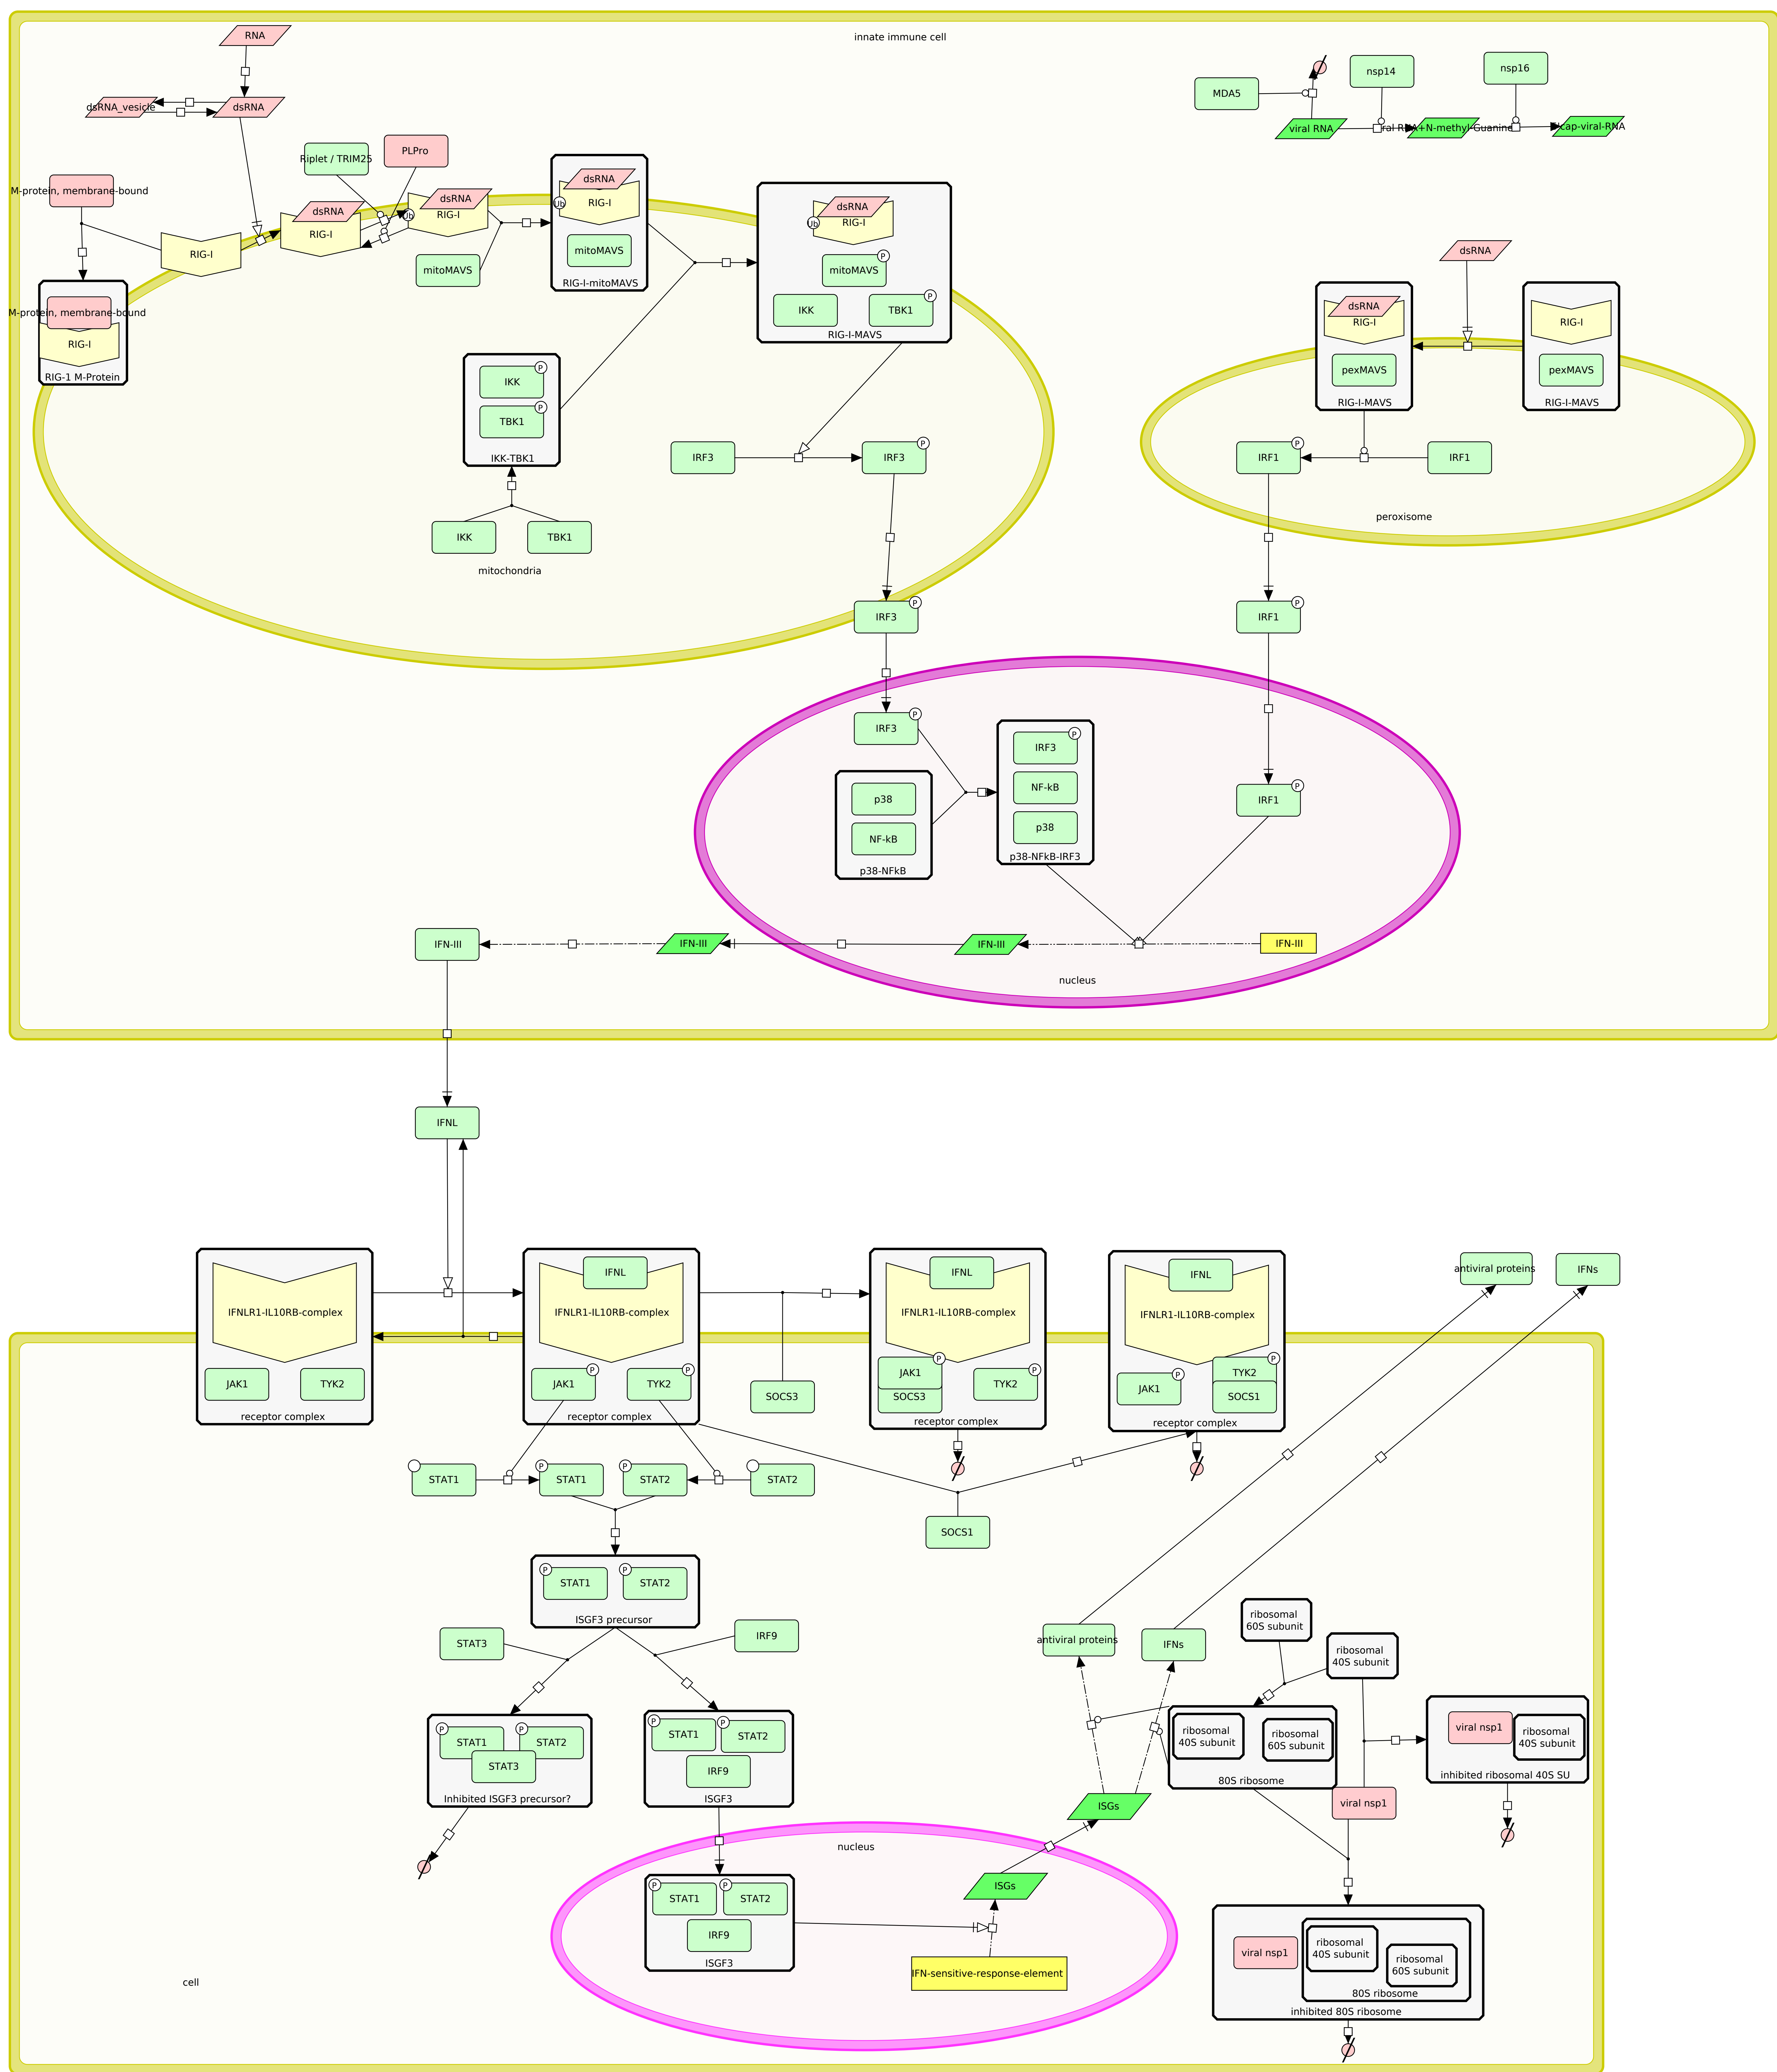 innate immune cell
RNA
dsRNA_vesicle
dsRNA
MDA5
nsp14
nsp16
viral RNA
cap-viral-RNA
Riplet / TRIM25
PLPro
M-protein, membrane-bound
RIG-I
dsRNA
RIG-I
dsRNA
RIG-I
Ub
mitoMAVS
dsRNA
RIG-I
Ub
mitoMAVS
RIG-I-mitoMAVS
dsRNA
RIG-I
Ub
mitoMAVS
P
IKK
TBK1
P
RIG-I-MAVS
M-protein, membrane-bound
RIG-I
RIG-1 M-Protein
dsRNA
dsRNA
RIG-I
pexMAVS
RIG-I-MAVS
RIG-I
pexMAVS
RIG-I-MAVS
IKK
P
TBK1
P
IKK-TBK1
IKK
TBK1
mitochondria
IRF3
IRF3
P
IRF1
P
IRF1
peroxisome
IRF3
P
IRF1
P
IRF3
P
p38
NF-kB
p38-NFkB
IRF3
P
NF-kB
p38
p38-NFkB-IRF3
IRF1
P
IFN-III
IFN-III
IFN-III
IFN-III
nucleus
IFNL
IFNLR1-IL10RB-complex
JAK1
TYK2
receptor complex
IFNL
IFNLR1-IL10RB-complex
JAK1
P
TYK2
P
receptor complex
SOCS3
IFNL
IFNLR1-IL10RB-complex
JAK1
P
SOCS3
TYK2
P
receptor complex
IFNL
IFNLR1-IL10RB-complex
JAK1
P
TYK2
P
SOCS1
receptor complex
antiviral proteins
IFNs
STAT1
P
STAT1
P
STAT2
STAT2
SOCS1
P
STAT1
P
STAT2
ISGF3 precursor
STAT3
IRF9
antiviral proteins
IFNs
ribosomal
60S subunit
ribosomal
40S subunit
P
STAT1
P
STAT2
STAT3
Inhibited ISGF3 precursor?
P
STAT1
P
STAT2
IRF9
ISGF3
ribosomal
40S subunit
ribosomal
60S subunit
80S ribosome
viral nsp1
ribosomal
40S subunit
inhibited ribosomal 40S SU
viral nsp1
ISGs
nucleus
ISGs
P
STAT1
P
STAT2
IRF9
ISGF3
IFN-sensitive-response-element
viral nsp1
ribosomal
40S subunit
ribosomal
60S subunit
80S ribosome
inhibited 80S ribosome
cell